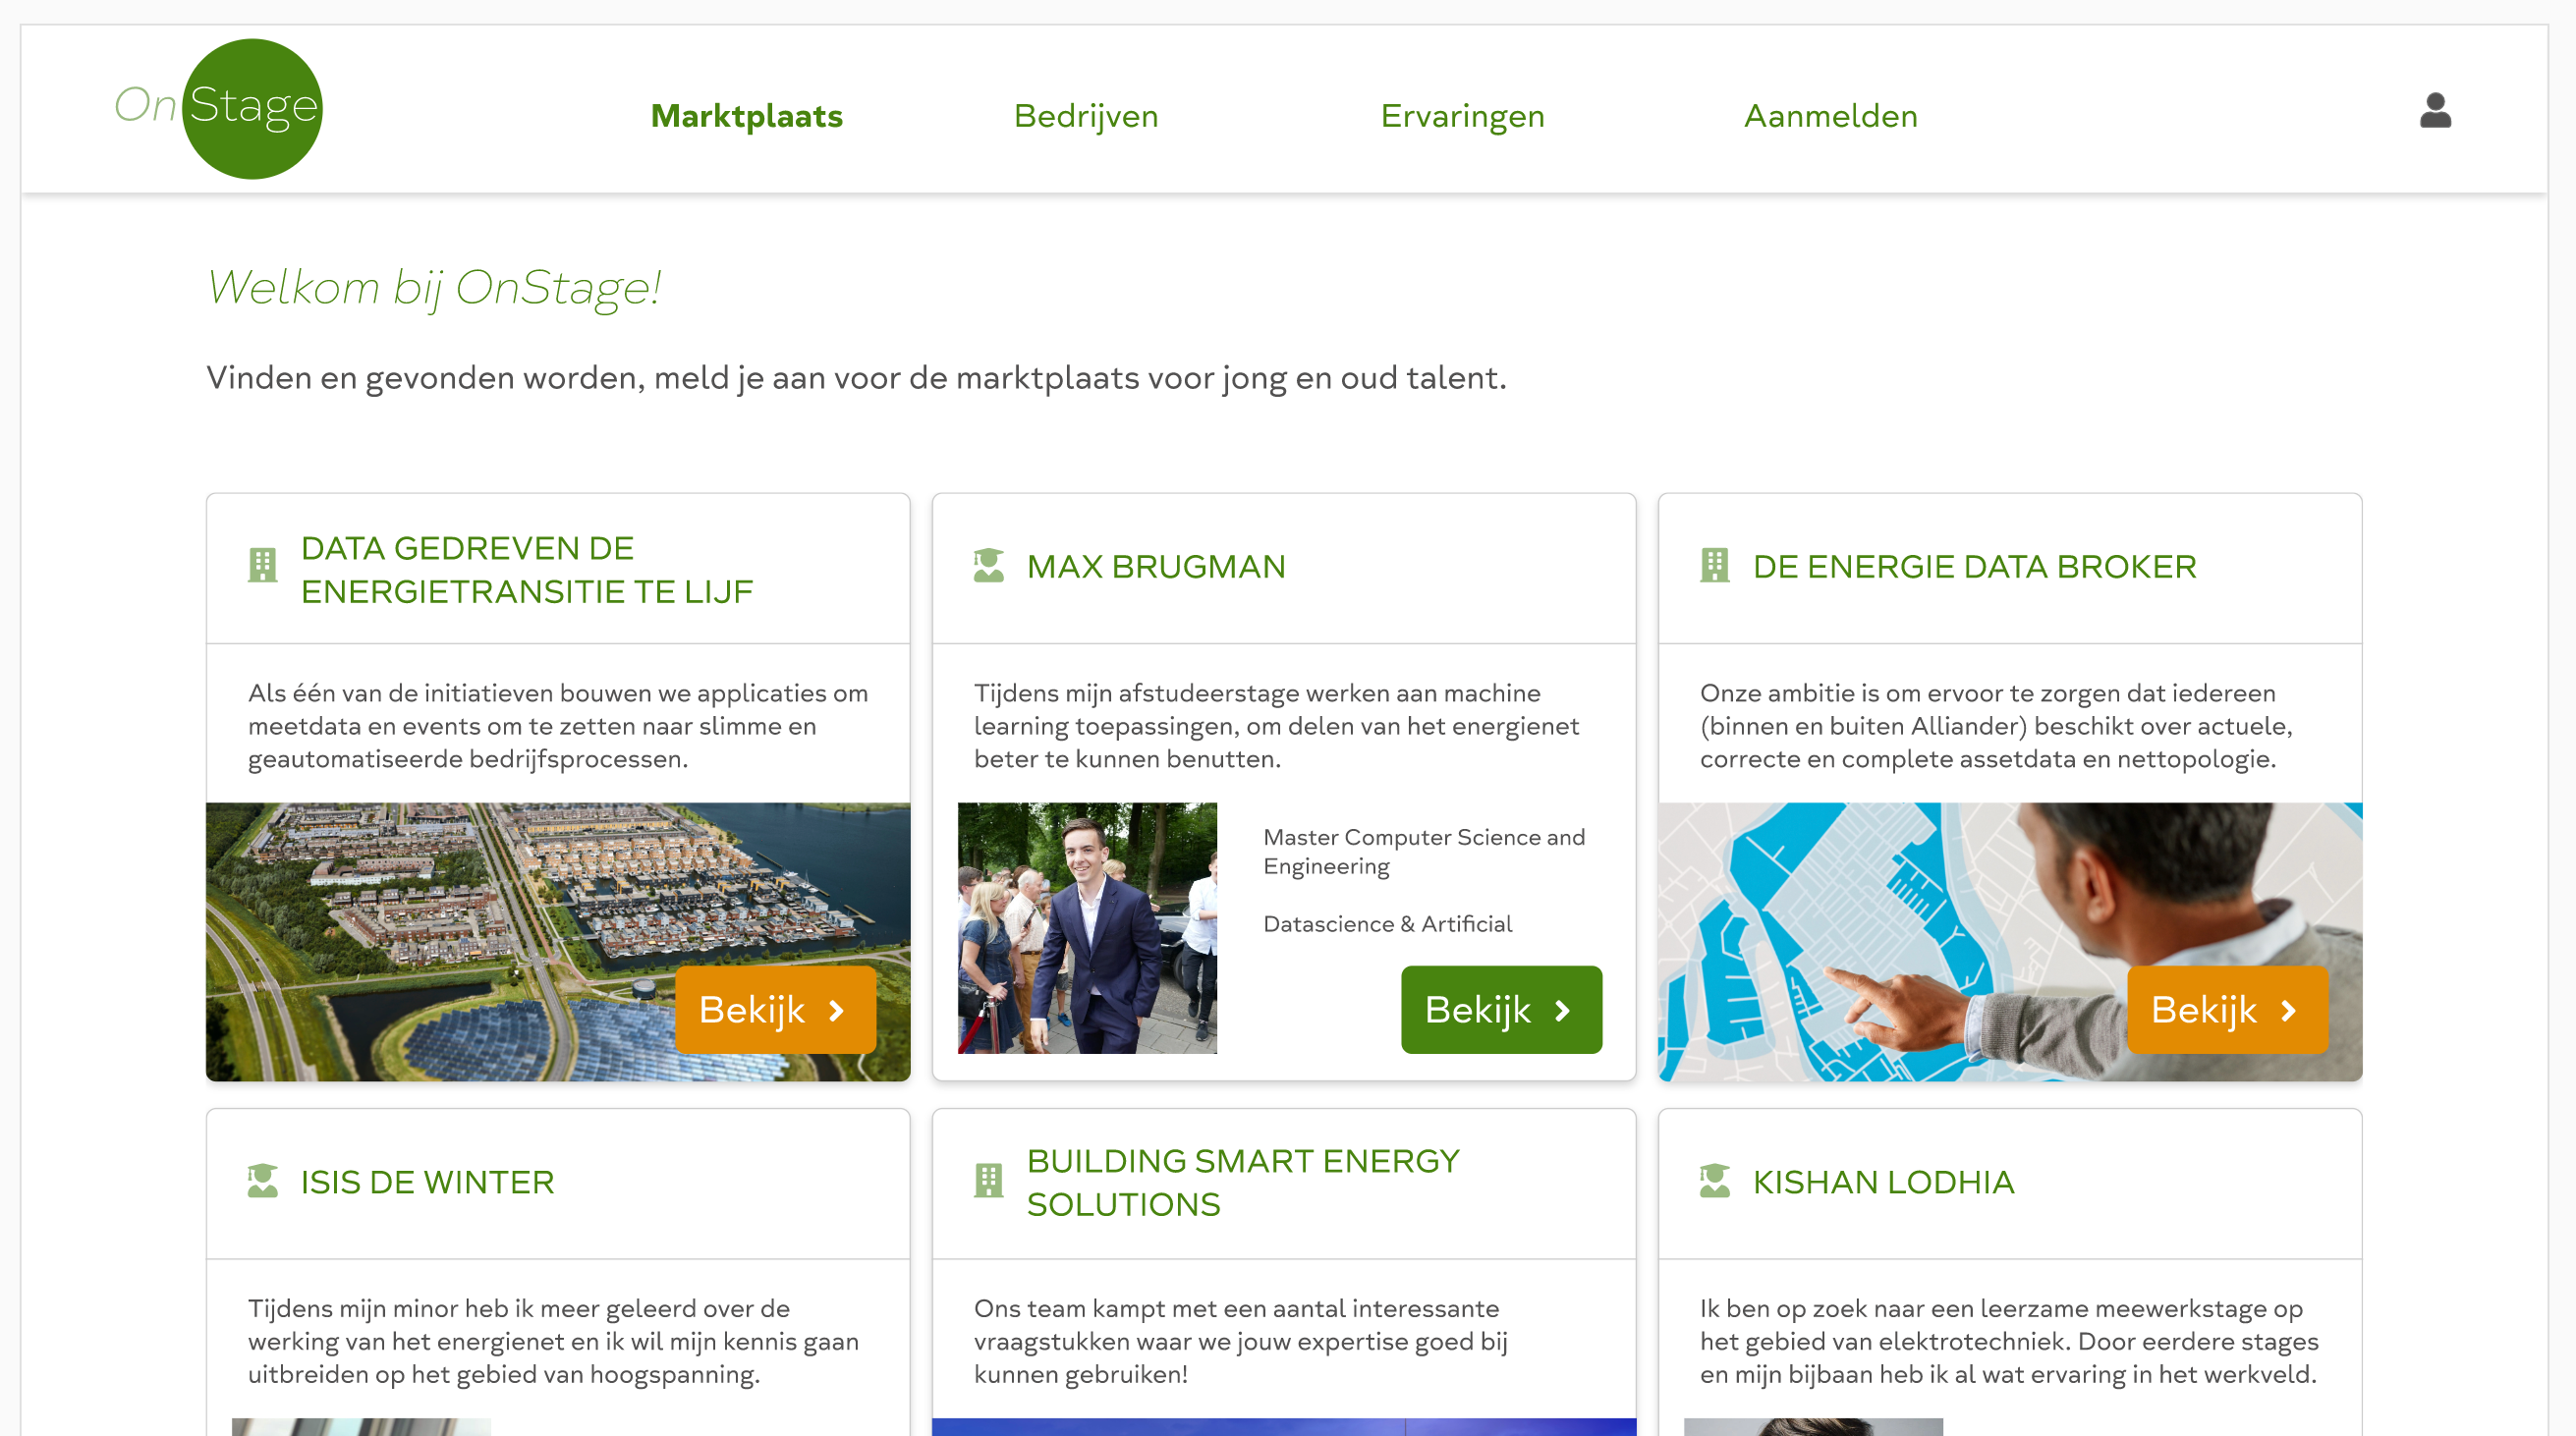 On Stage
Marktplaats
Bedrijven
Ervaringen
Aanmelden
Welkom bij OnStage!
Vinden en gevonden worden, meld je aan voor de marktplaats voor jong en oud talent.
DATA GEDREVEN DE
ENERGIETRANSITIE TE LIJF
Als één van de initiatieven bouwen we applicaties om
meetdata en events om te zetten naar slimme en
geautomatiseerde bedrijfsprocessen.
Bekijk
MAX BRUGMAN
Tijdens mijn afstudeerstage werken aan machine
learning toepassingen, om delen van het energienet
beter te kunnen benutten.
Master Computer Science and
Engineering
Datascience & Artificial
Bekijk
DE ENERGIE DATA BROKER
Onze ambitie is om ervoor te zorgen dat iedereen
(binnen en buiten Alliander) beschikt over actuele,
correcte en complete assetdata en nettopologie.
Bekijk
ISIS DE WINTER
Tijdens mijn minor heb ik meer geleerd over de
werking van het energienet en ik wil mijn kennis gaan
uitbreiden op het gebied van hoogspanning.
BUILDING SMART ENERGY
SOLUTIONS
Ons team kampt met een aantal interessante
vraagstukken waar we jouw expertise goed bij
kunnen gebruiken!
KISHAN LODHIA
Ik ben op zoek naar een leerzame meewerkstage op
het gebied van elektrotechniek. Door eerdere stages
en mijn bijbaan heb ik al wat ervaring in het werkveld.